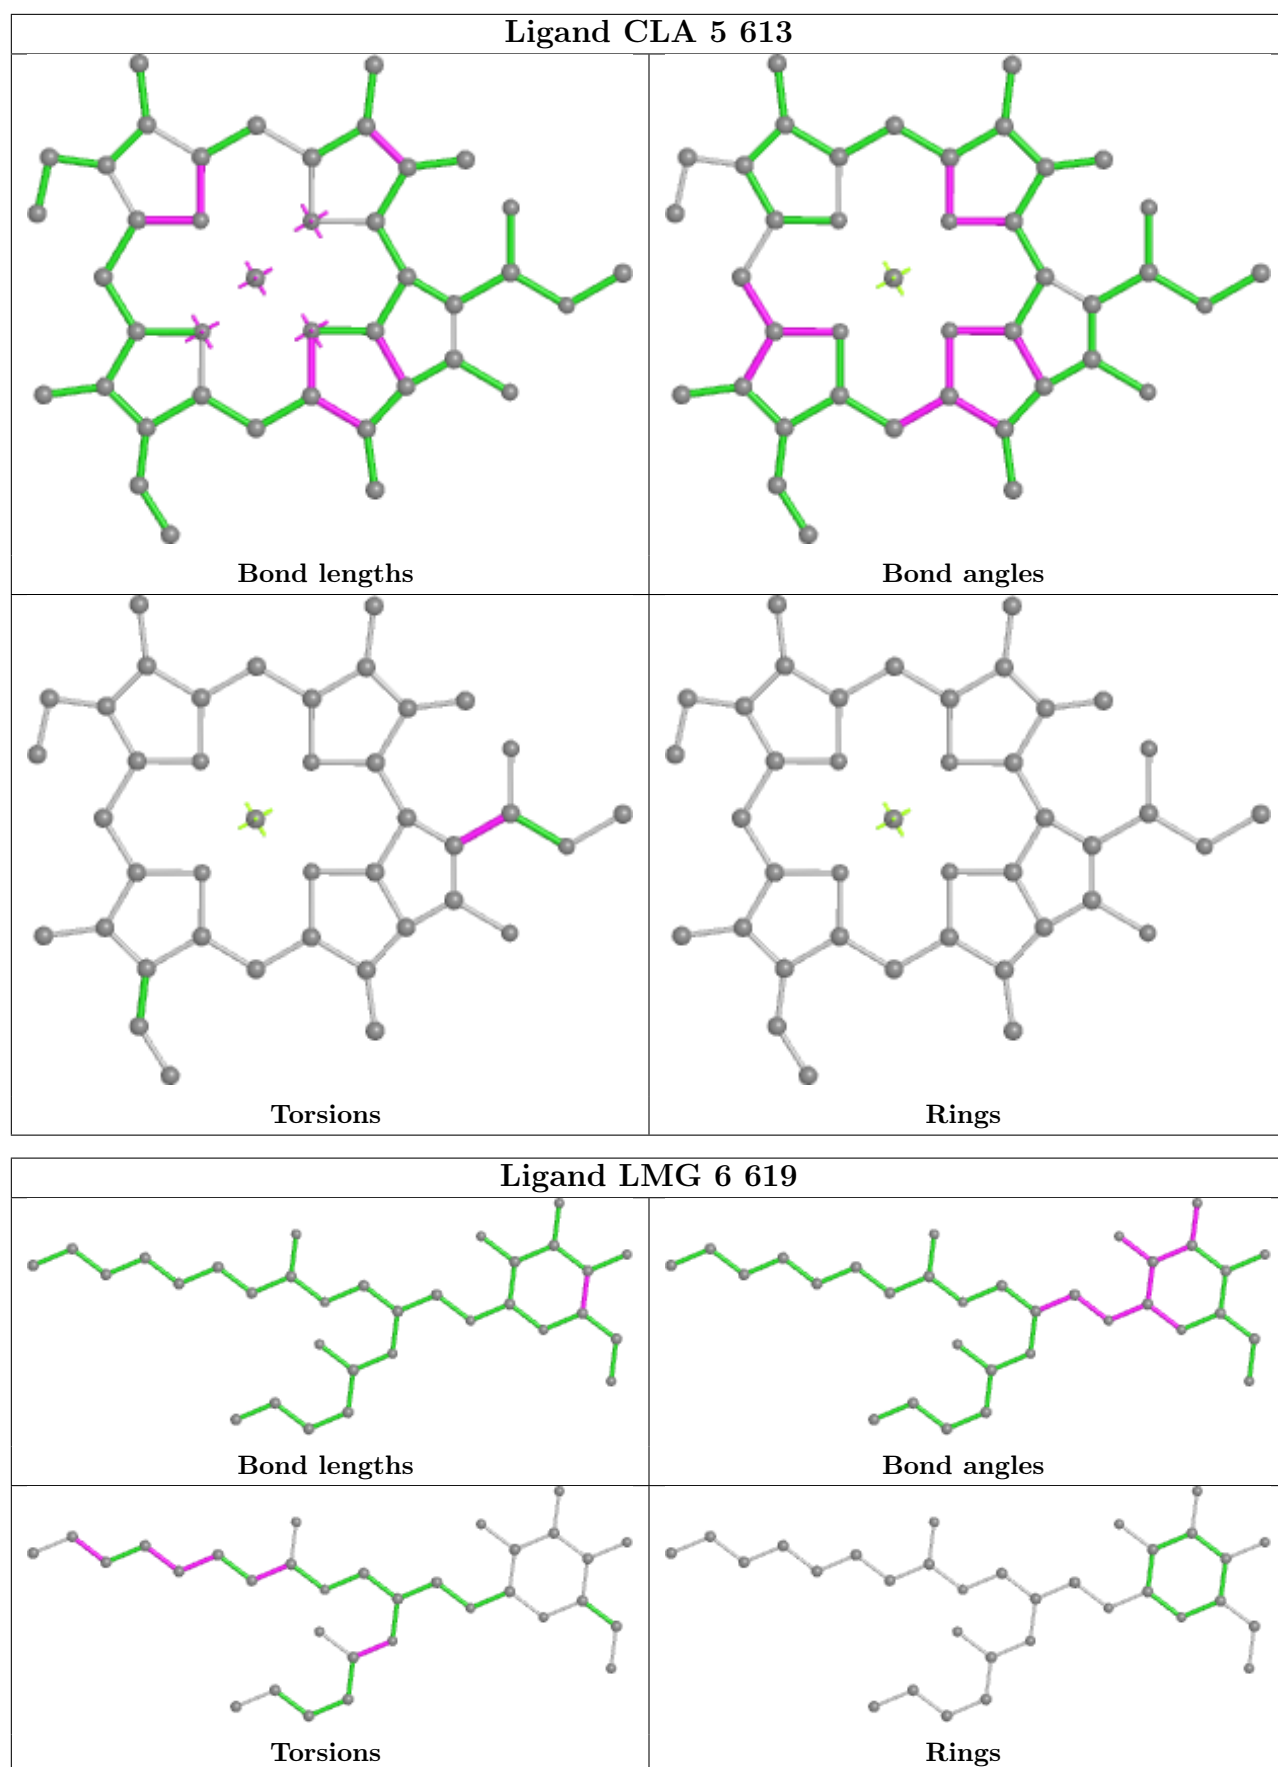 Ligand CLA 5 613
Bond lengths
Bond angles
Torsions
Rings
Ligand LMG 6 619
Bond lengths
Bond angles
Torsions
Rings